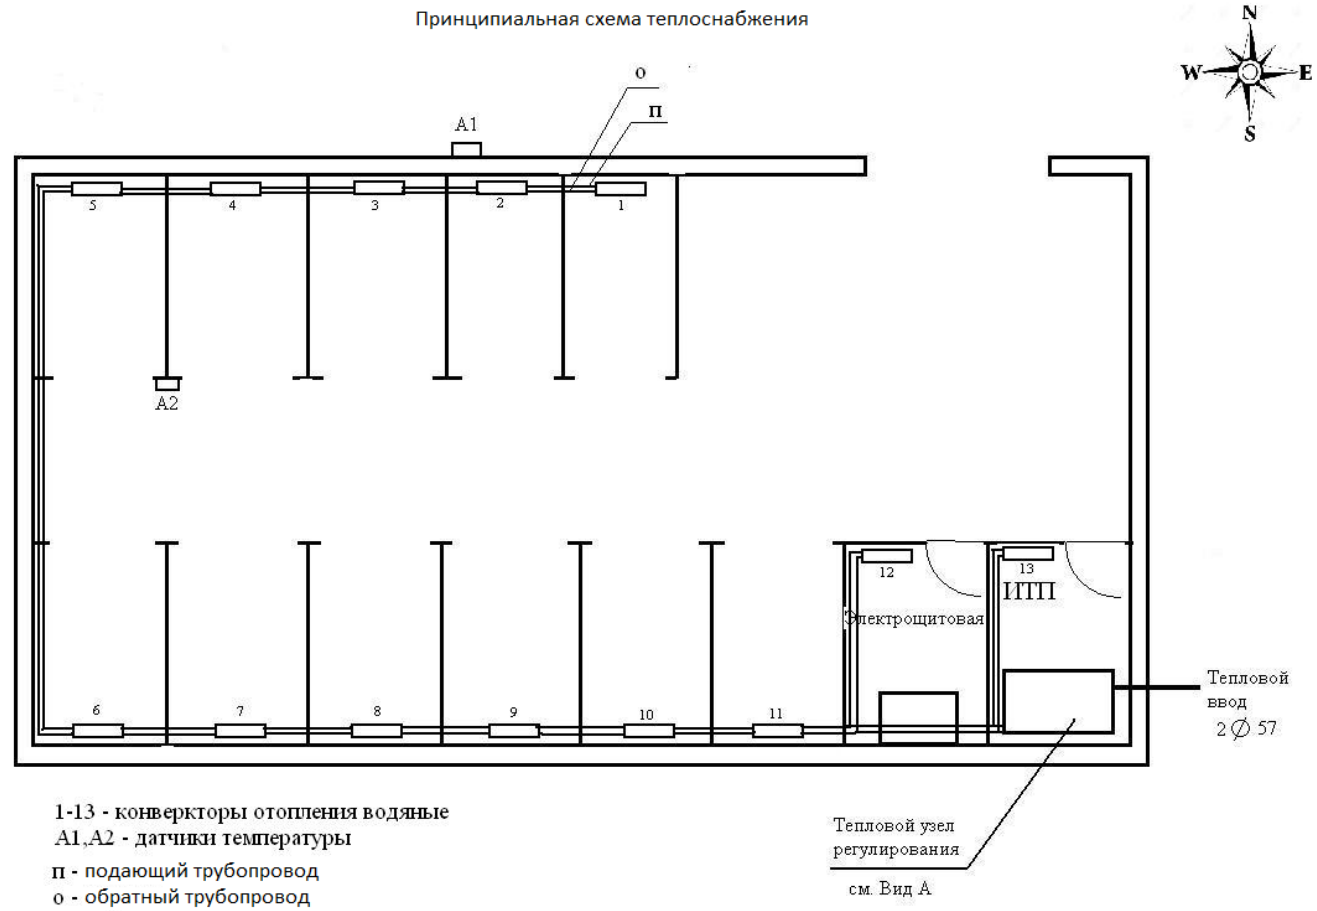 Принципиальная схема теплоснабжения
N
W E
S
о
п
А1
5
4
3
2
1
А2
12
13
ИТП
Электрощитовая
Тепловой
ввод
2 ∅ 57
6
7
8
9
10
11
1-13 - конверкторы отопления водяные
А1,А2 - датчики температуры
п - подающий трубопровод
о - обратный трубопровод
Тепловой узел
регулирования
см. Вид А